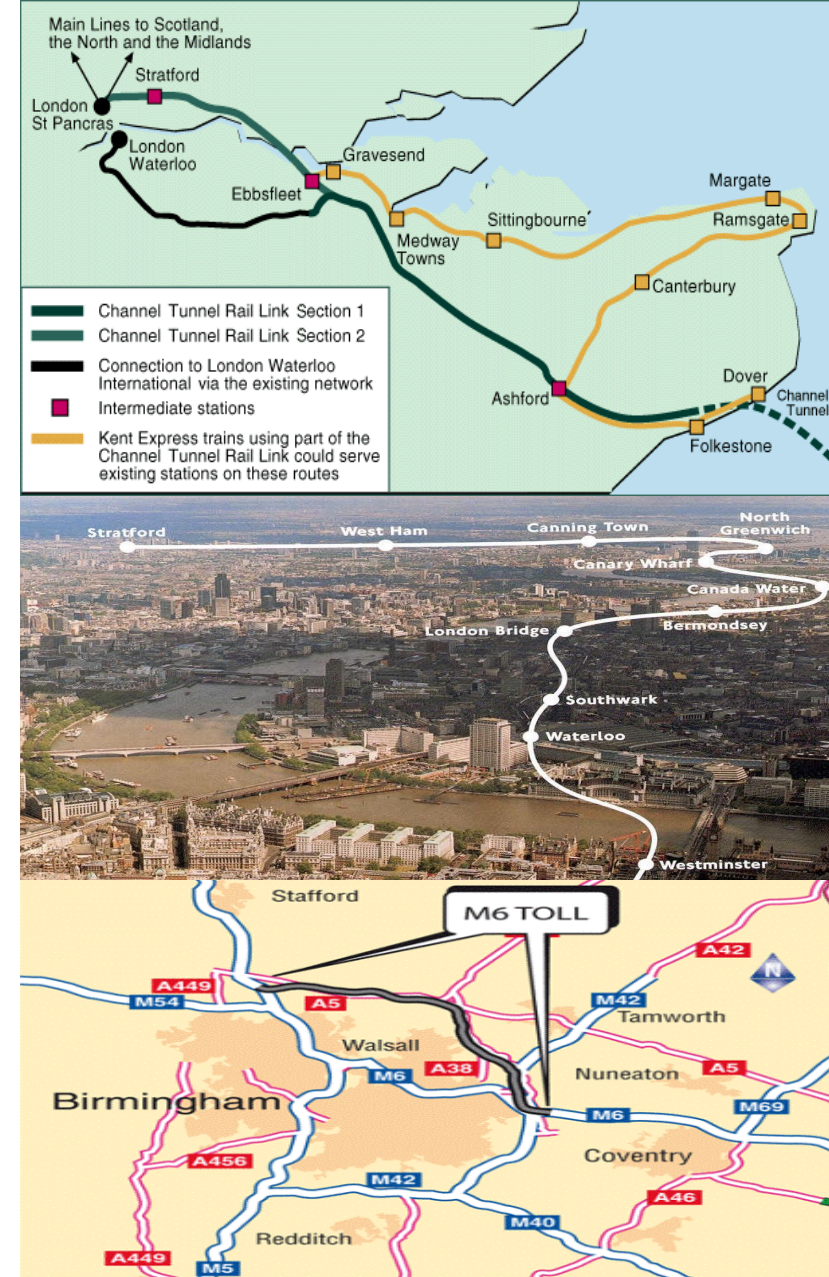 Main Lines to Scotland,
the North and the Midlands
Stratford
London
St Pancras
London
Waterloo
Gravesend
Ebbsfleet
Margate
Ramsgate
Sittingbourne
Medway
Towns
Canterbury
Channel Tunnel Rail Link Section 1
Channel Tunnel Rail Link Section 2
Connection to London Waterloo
International via the existing network
Intermediate stations
Kent Express trains using part of the
Channel Tunnel Rail Link could serve
existing stations on these routes
Ashford
Dover
Channel
Tunnel
Folkestone
Stratford
West Ham
Canning Town
North
Greenwich
Canary Wharf
Canada Water
Bermondsey
London Bridge
Southwark
Waterloo
Westminster
Stafford
M6 TOLL
A42
N
A449
M54
A5
M42
Tamworth
Walsall
A38
M6
Nuneaton
A5
Birmingham
M6
M69
A456
Coventry
M42
A46
M40
Redditch
A449
M5